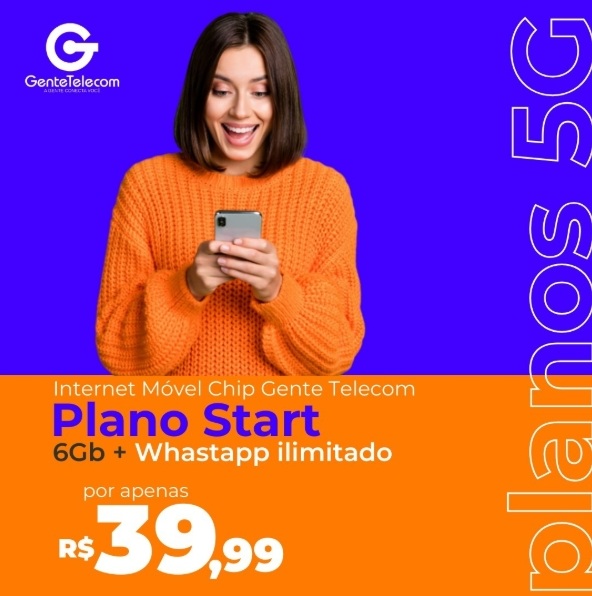 GenteTelecom
A GENTE CONECTA VOCÊ
planos 5G
Internet Móvel Chip Gente Telecom
Plano Start
6Gb + Whastapp ilimitado
por apenas
R$39,99